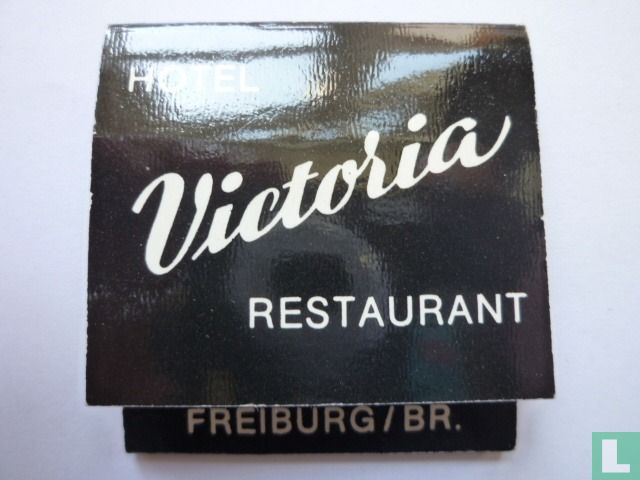 HOTEL
Victoria
RESTAURANT
FREIBURG/BR.
L